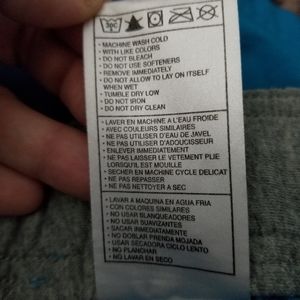 • MACHINE WASH COLD
• WITH LIKE COLORS
• DO NOT BLEACH
• DO NOT USE SOFTENERS
• REMOVE IMMEDIATELY
• DO NOT ALLOW TO LAY ON ITSELF
WHEN WET
• TUMBLE DRY LOW
• DO NOT IRON
• DO NOT DRY CLEAN
• LAVER EN MACHINE A L'EAU FROIDE
• AVEC COULEURS SIMILAIRES
• NE PAS UTILISER D'EAU DE JAVEL
• NE PAS UTILISER D'ADOUCISSEUR
• ENLEVER IMMEDIATEMENT
• NE PAS LAISSER LE VETEMENT PLIE
LORSQU'IL EST MOUILLE
• SECHER EN MACHINE CYCLE DELICAT
• NE PAS REPASSER
• NE PAS NETTOYER A SEC
• LAVAR A MAQUINA EN AGUA FRIA
• CON COLORES SIMILARES
• NO USAR BLANQUEADORES
• NO USAR SUAVIZANTES
• SACAR INMEDIATAMENTE
• NO DOBLAR PRENDA MOJADA
• USAR SECADORA CICLO LENTO
• NO PLANCHAR
• NO LAVAR EN SECO